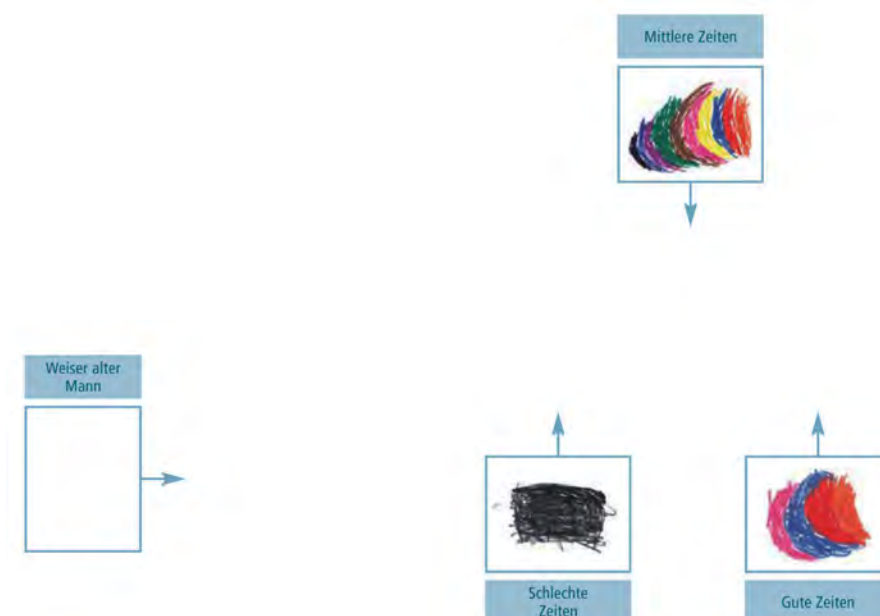 Mittlere Zeiten
Weiser alter
Mann
Schlechte
Zeiten
Gute Zeiten